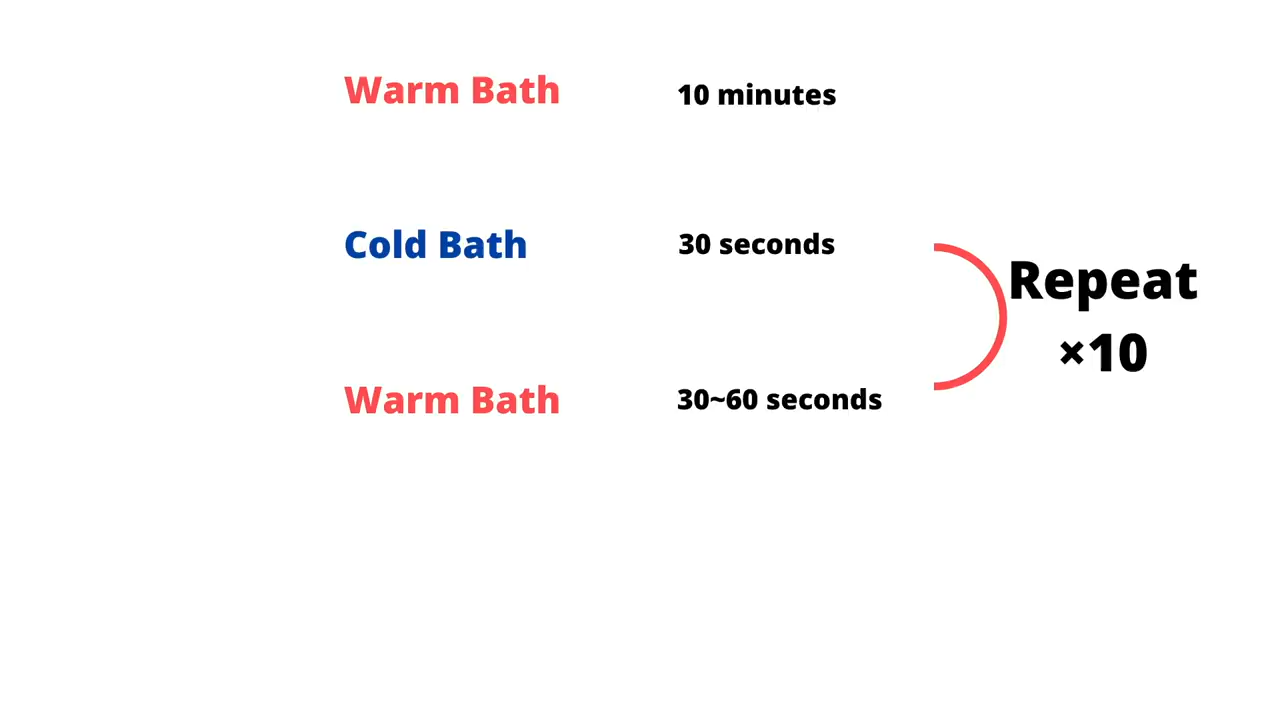 Warm Bath 10 minutes
Cold Bath 30 seconds
Warm Bath 30~60 seconds
Repeat
×10